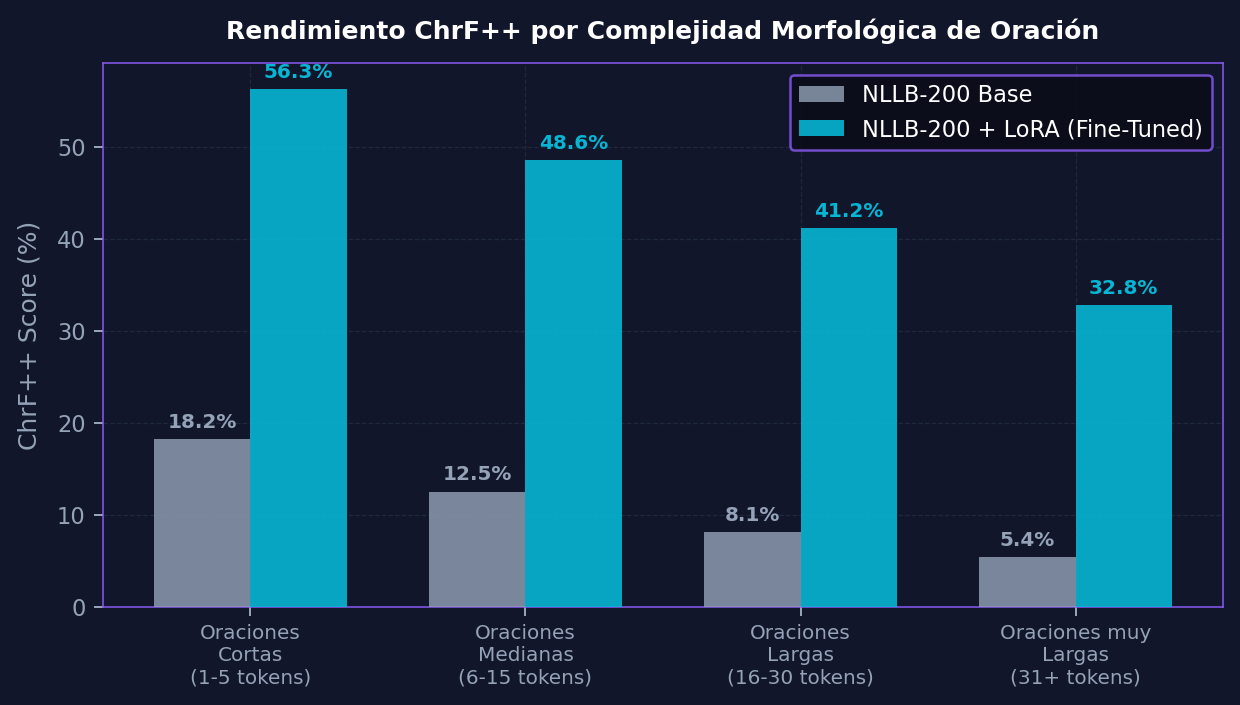 Rendimiento ChrF++ por Complejidad Morfológica de Oración
NLLB-200 Base
NLLB-200 + LoRA (Fine-Tuned)
ChrF++ Score (%)
50
40
30
20
10
0
18.2%
56.3%
12.5%
48.6%
8.1%
41.2%
5.4%
32.8%
Oraciones
Cortas
(1-5 tokens)
Oraciones
Medianas
(6-15 tokens)
Oraciones
Largas
(16-30 tokens)
Oraciones muy
Largas
(31+ tokens)